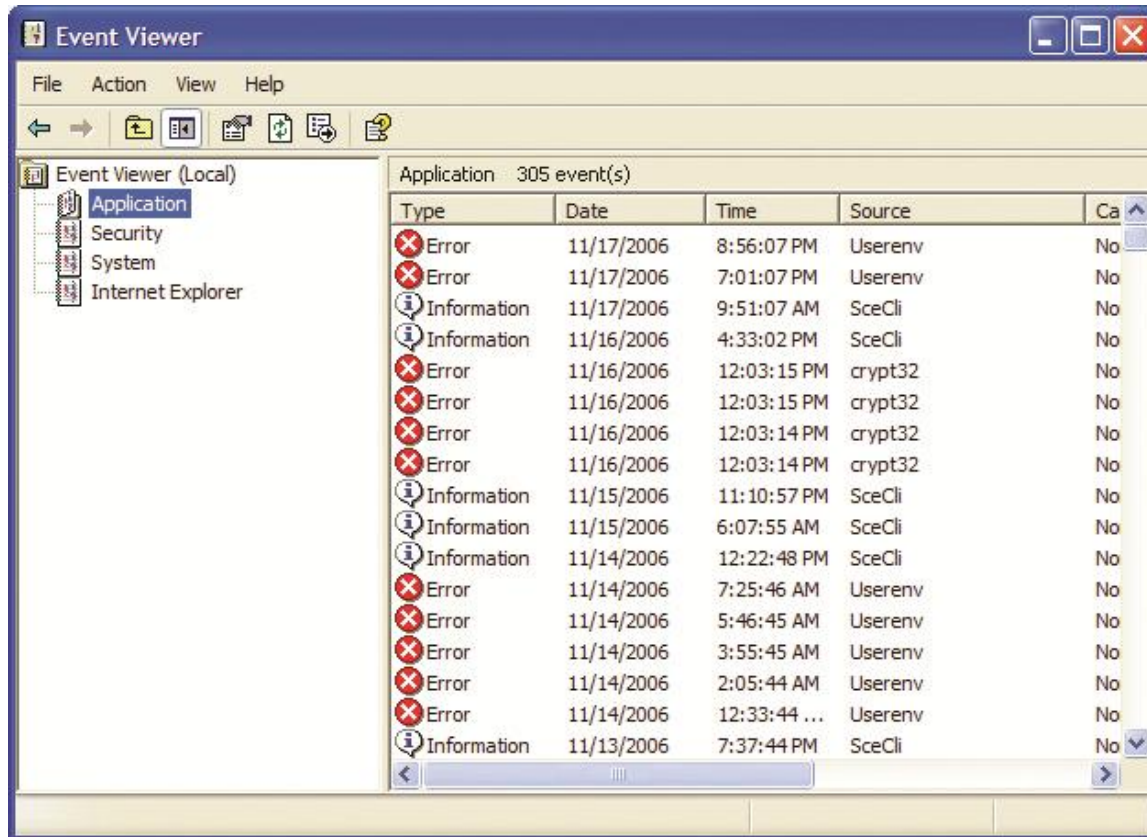 Event Viewer
File Action View Help
Event Viewer (Local)
Application
Security
System
Internet Explorer
Application 305 event(s)
Type Date Time Source Ca
Error 11/17/2006 8:56:07 PM Userenv No
Error 11/17/2006 7:01:07 PM Userenv No
Information 11/17/2006 9:51:07 AM SceCli No
Information 11/16/2006 4:33:02 PM SceCli No
Error 11/16/2006 12:03:15 PM crypt32 No
Error 11/16/2006 12:03:15 PM crypt32 No
Error 11/16/2006 12:03:14 PM crypt32 No
Error 11/16/2006 12:03:14 PM crypt32 No
Information 11/15/2006 11:10:57 PM SceCli No
Information 11/15/2006 6:07:55 AM SceCli No
Information 11/14/2006 12:22:48 PM SceCli No
Error 11/14/2006 7:25:46 AM Userenv No
Error 11/14/2006 5:46:45 AM Userenv No
Error 11/14/2006 3:55:45 AM Userenv No
Error 11/14/2006 2:05:44 AM Userenv No
Error 11/14/2006 12:33:44 ... Userenv No
Information 11/13/2006 7:37:44 PM SceCli No